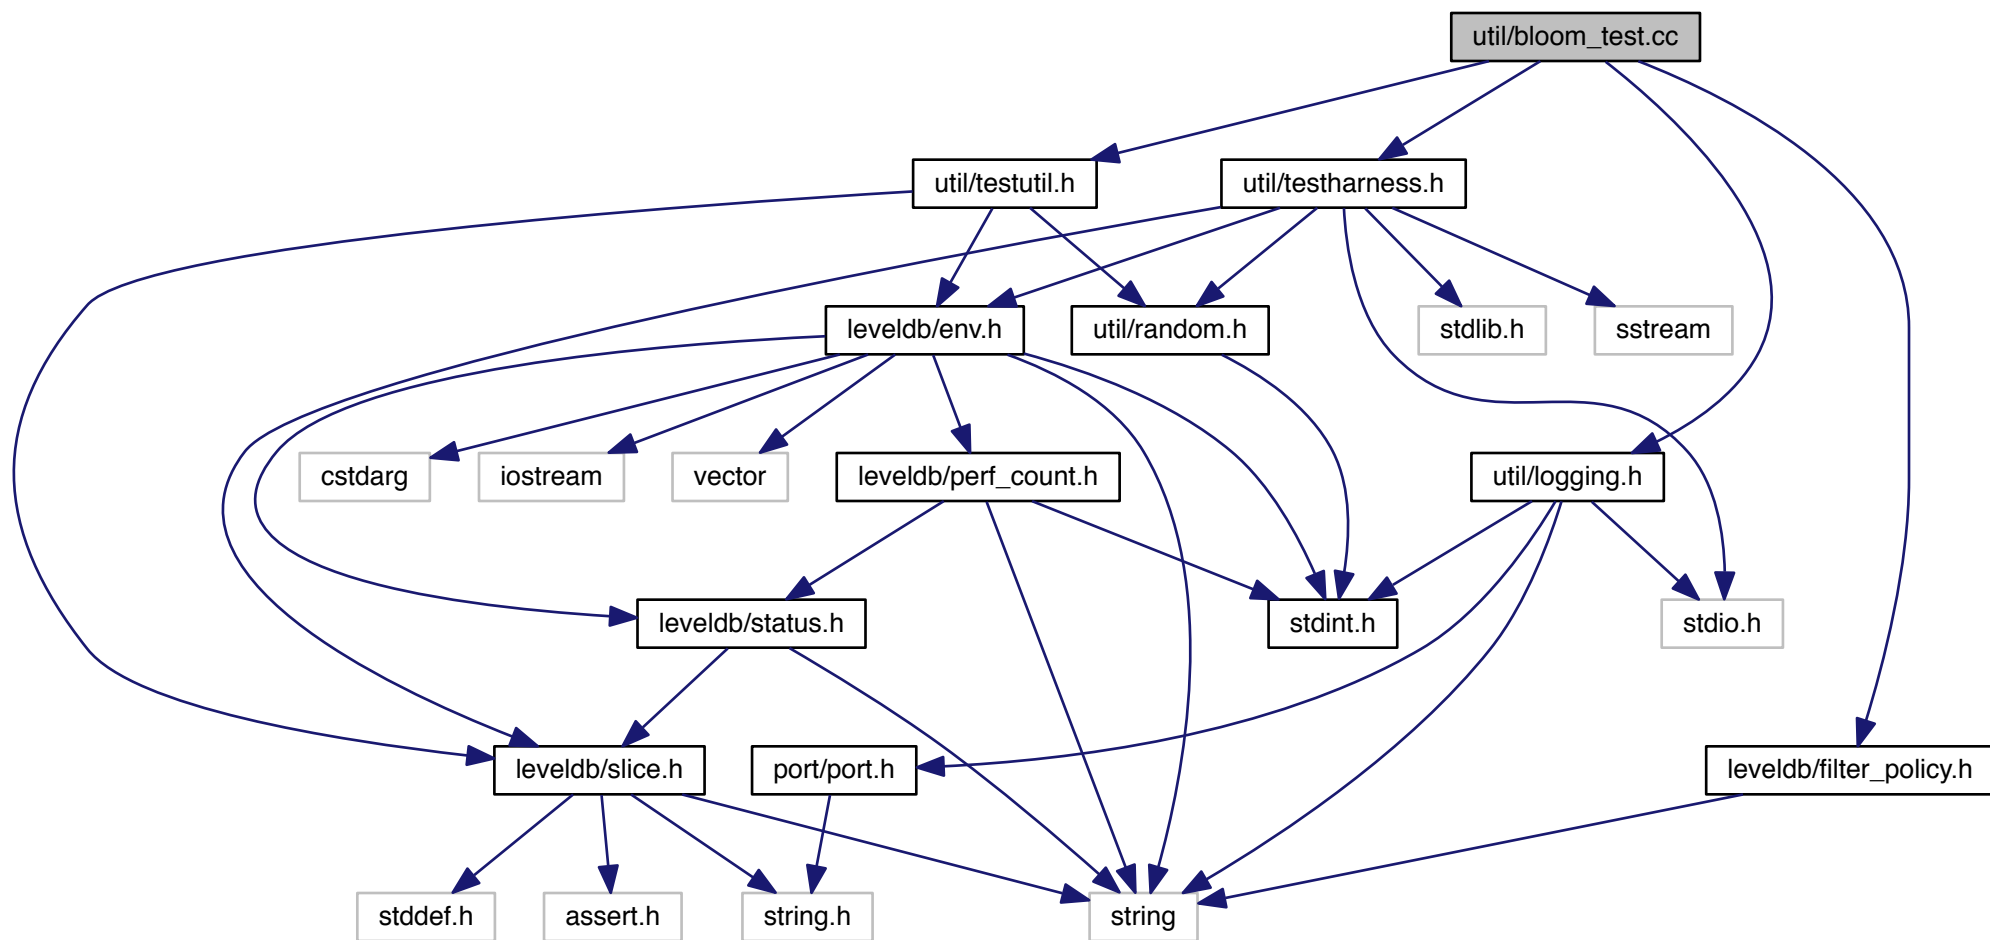 util/bloom_test.cc
util/testutil.h
util/testharness.h
leveldb/env.h
util/random.h
stdlib.h
sstream
cstdarg
iostream
vector
leveldb/perf_count.h
util/logging.h
leveldb/status.h
stdint.h
stdio.h
leveldb/slice.h
port/port.h
leveldb/filter_policy.h
stddef.h
assert.h
string.h
string